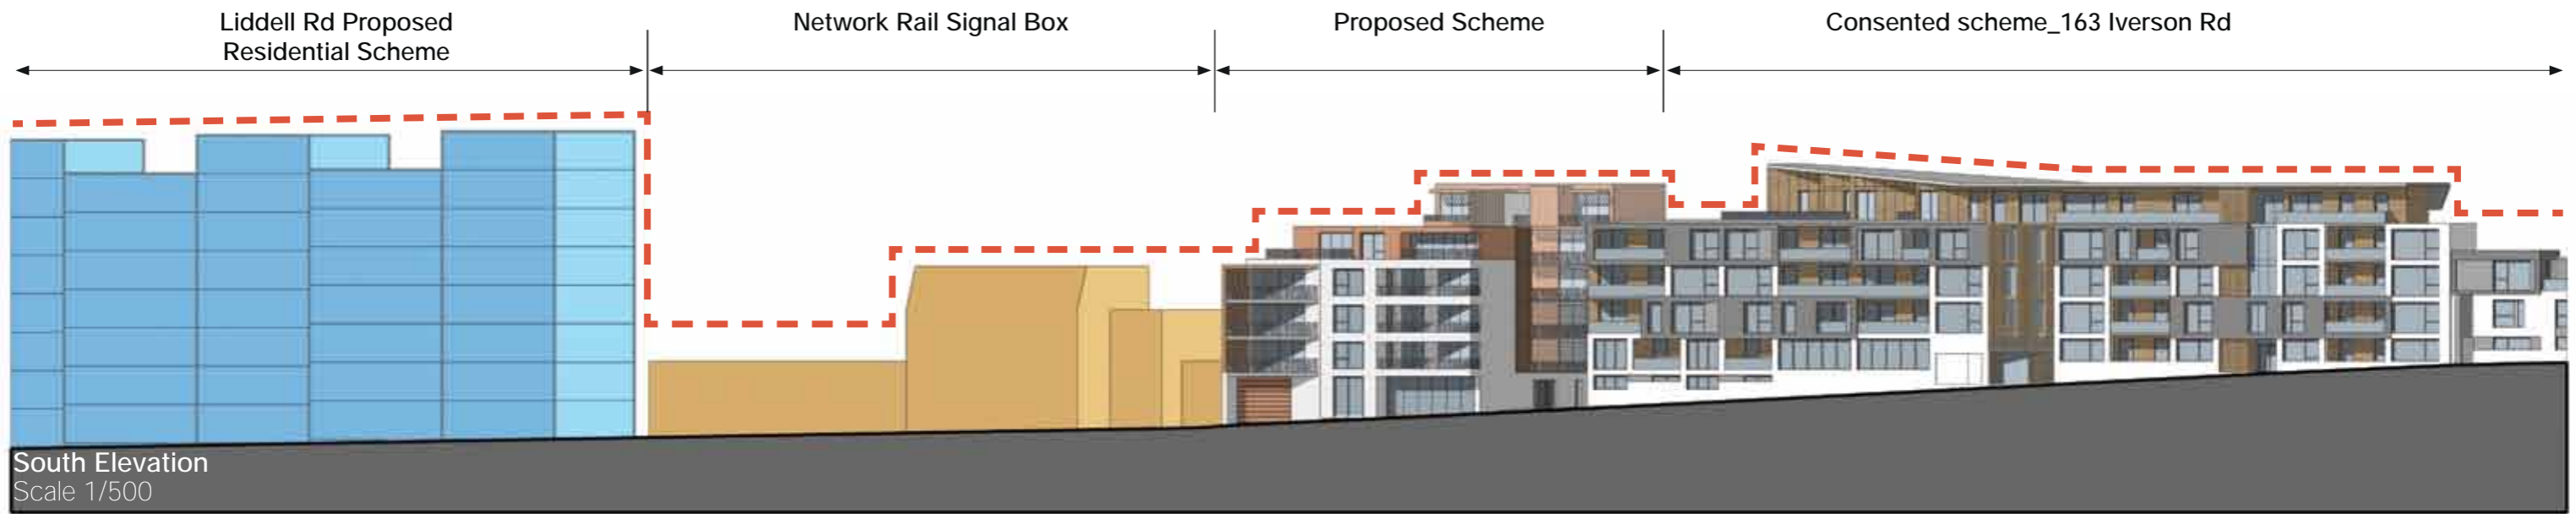 Liddell Rd Proposed
Residential Scheme
Network Rail Signal Box
Proposed Scheme
Consented scheme_163 Iverson Rd
South Elevation
Scale 1/500